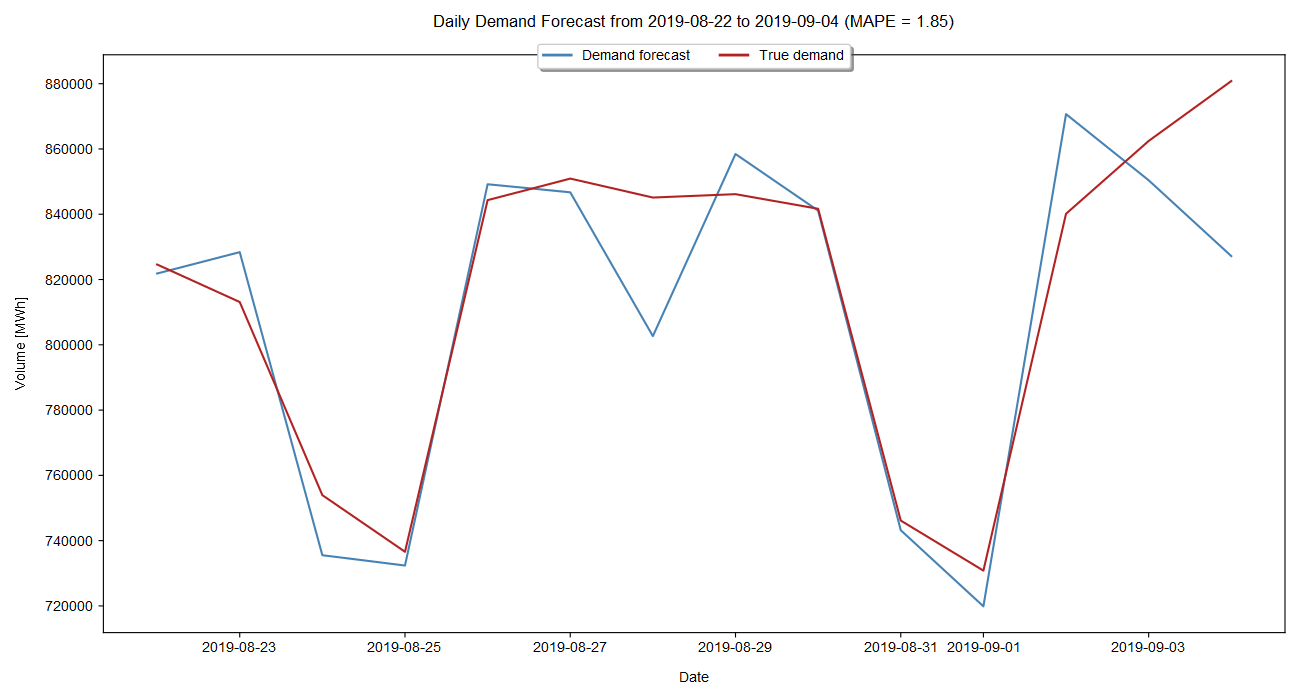 Daily Demand Forecast from 2019-08-22 to 2019-09-04 (MAPE = 1.85)
Demand forecast True demand
880000
860000
840000
820000
800000
780000
760000
740000
720000
Volume [MWh]
2019-08-23 2019-08-25 2019-08-27 2019-08-29 2019-08-31 2019-09-01 2019-09-03
Date